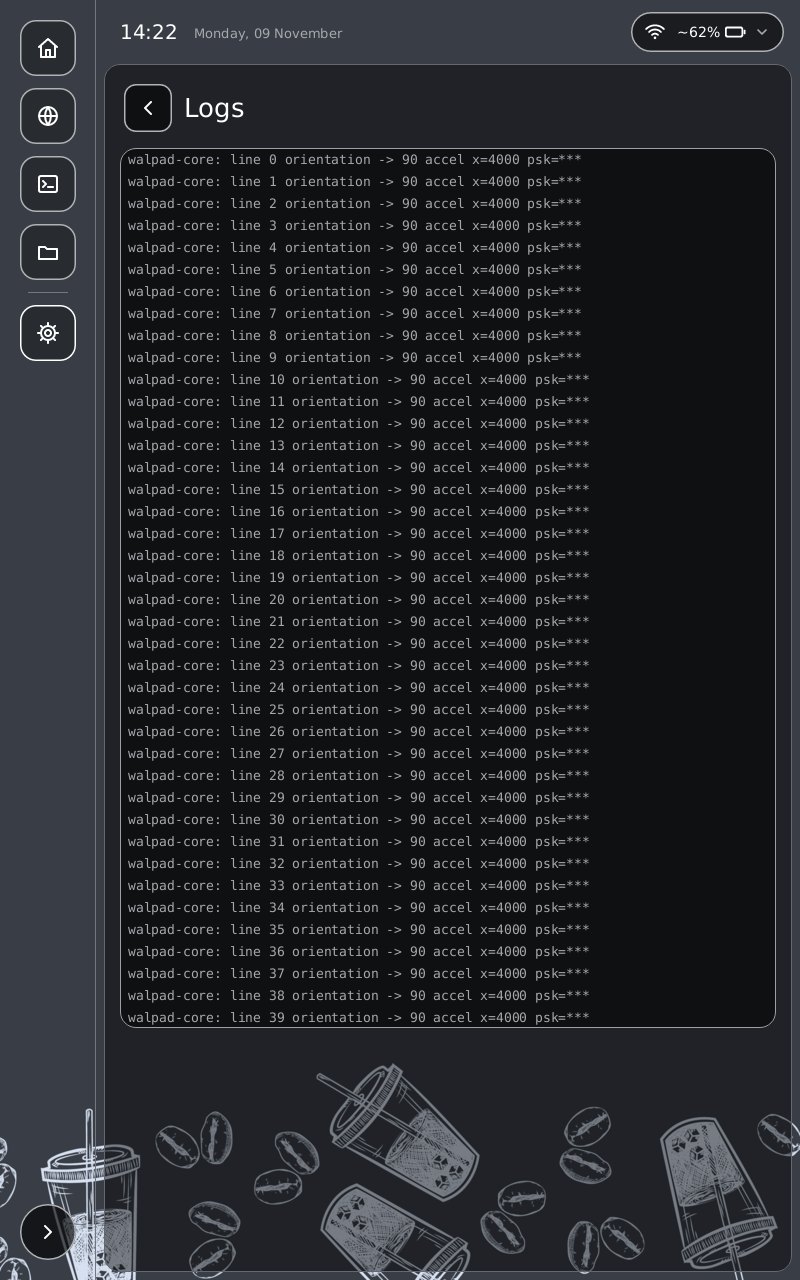 14:22 Monday, 09 November ~62%
Logs
walpad-core: line 0 orientation -> 90 accel x=4000 psk=***
walpad-core: line 1 orientation -> 90 accel x=4000 psk=***
walpad-core: line 2 orientation -> 90 accel x=4000 psk=***
walpad-core: line 3 orientation -> 90 accel x=4000 psk=***
walpad-core: line 4 orientation -> 90 accel x=4000 psk=***
walpad-core: line 5 orientation -> 90 accel x=4000 psk=***
walpad-core: line 6 orientation -> 90 accel x=4000 psk=***
walpad-core: line 7 orientation -> 90 accel x=4000 psk=***
walpad-core: line 8 orientation -> 90 accel x=4000 psk=***
walpad-core: line 9 orientation -> 90 accel x=4000 psk=***
walpad-core: line 10 orientation -> 90 accel x=4000 psk=***
walpad-core: line 11 orientation -> 90 accel x=4000 psk=***
walpad-core: line 12 orientation -> 90 accel x=4000 psk=***
walpad-core: line 13 orientation -> 90 accel x=4000 psk=***
walpad-core: line 14 orientation -> 90 accel x=4000 psk=***
walpad-core: line 15 orientation -> 90 accel x=4000 psk=***
walpad-core: line 16 orientation -> 90 accel x=4000 psk=***
walpad-core: line 17 orientation -> 90 accel x=4000 psk=***
walpad-core: line 18 orientation -> 90 accel x=4000 psk=***
walpad-core: line 19 orientation -> 90 accel x=4000 psk=***
walpad-core: line 20 orientation -> 90 accel x=4000 psk=***
walpad-core: line 21 orientation -> 90 accel x=4000 psk=***
walpad-core: line 22 orientation -> 90 accel x=4000 psk=***
walpad-core: line 23 orientation -> 90 accel x=4000 psk=***
walpad-core: line 24 orientation -> 90 accel x=4000 psk=***
walpad-core: line 25 orientation -> 90 accel x=4000 psk=***
walpad-core: line 26 orientation -> 90 accel x=4000 psk=***
walpad-core: line 27 orientation -> 90 accel x=4000 psk=***
walpad-core: line 28 orientation -> 90 accel x=4000 psk=***
walpad-core: line 29 orientation -> 90 accel x=4000 psk=***
walpad-core: line 30 orientation -> 90 accel x=4000 psk=***
walpad-core: line 31 orientation -> 90 accel x=4000 psk=***
walpad-core: line 32 orientation -> 90 accel x=4000 psk=***
walpad-core: line 33 orientation -> 90 accel x=4000 psk=***
walpad-core: line 34 orientation -> 90 accel x=4000 psk=***
walpad-core: line 35 orientation -> 90 accel x=4000 psk=***
walpad-core: line 36 orientation -> 90 accel x=4000 psk=***
walpad-core: line 37 orientation -> 90 accel x=4000 psk=***
walpad-core: line 38 orientation -> 90 accel x=4000 psk=***
walpad-core: line 39 orientation -> 90 accel x=4000 psk=***